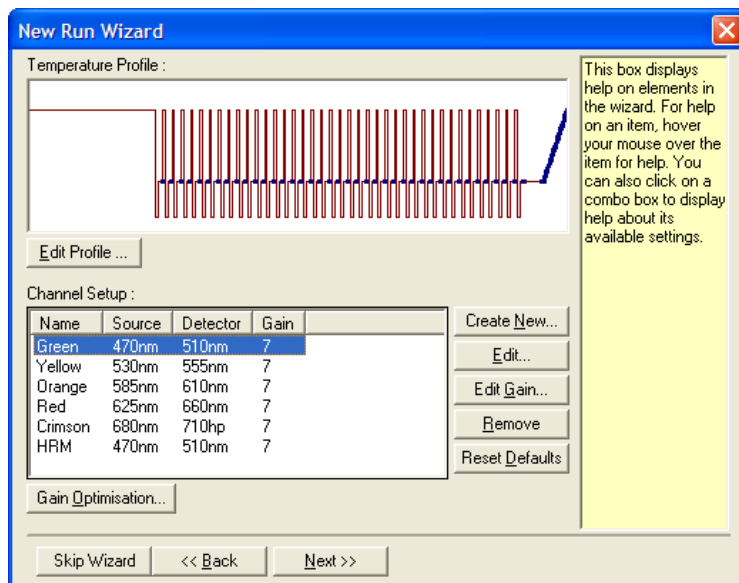 New Run Wizard
Temperature Profile :
Edit Profile ...
Channel Setup :
Name Source Detector Gain
Green 470nm 510nm 7
Yellow 530nm 555nm 7
Orange 585nm 610nm 7
Red 625nm 660nm 7
Crimson 680nm 710hp 7
HRM 470nm 510nm 7
Create New...
Edit...
Edit Gain...
Remove
Reset Defaults
Gain Optimisation...
Skip Wizard
<< Back
Next >>
This box displays
help on elements in
the wizard. For help
on an item, hover
your mouse over the
item for help. You
can also click on a
combo box to display
help about its
available settings.